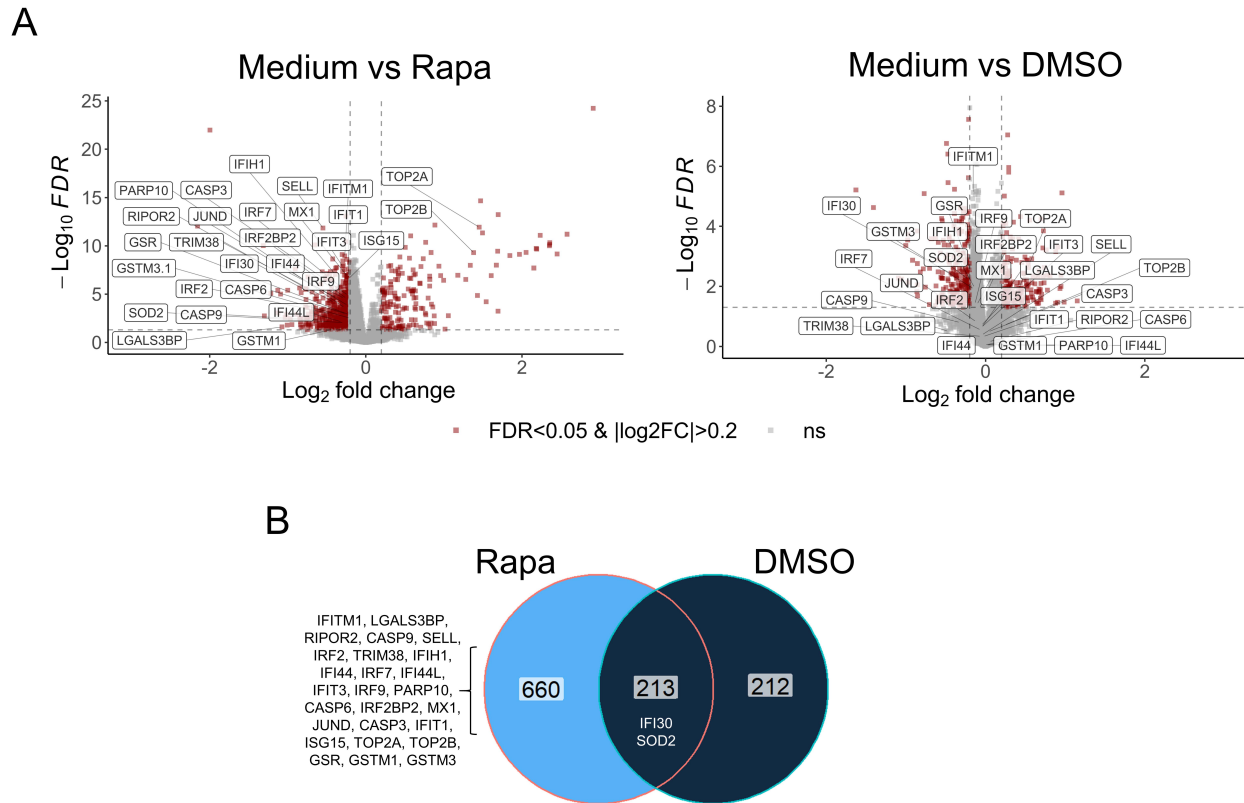 A
Medium vs Rapa
− Log10 FDR
25
20
15
10
5
0
IFIH1
TOP2A
PARP10
CASP3
SELL
IFITM1
TOP2B
RIPOR2
JUND
IRF7
MX1
IFIT1
GSR
TRIM38
IRF2BP2
IFIT3
ISG15
GSTM3.1
IFI30
IFI44
IRF9
IRF2
CASP6
SOD2
CASP9
IFI44L
LGALS3BP
GSTM1
-2
0
2
Log2 fold change
Medium vs DMSO
− Log10 FDR
8
6
4
2
0
IFITM1
IFI30
GSR
IRF9
TOP2A
GSTM3
IFIH1
IRF2BP2
IFIT3
SELL
IRF7
SOD2
MX1
LGALS3BP
TOP2B
JUND
CASP9
IRF2
ISG15
CASP3
TRIM38
LGALS3BP
IFIT1
RIPOR2
CASP6
IFI44
GSTM1
PARP10
IFI44L
-2
0
2
Log2 fold change
FDR<0.05 & |log2FC|>0.2
ns
B
Rapa
DMSO
IFITM1, LGALS3BP,
RIPOR2, CASP9, SELL,
IRF2, TRIM38, IFIH1,
IFI44, IRF7, IFI44L,
IFIT3, IRF9, PARP10,
CASP6, IRF2BP2, MX1,
JUND, CASP3, IFIT1,
ISG15, TOP2A, TOP2B,
GSR, GSTM1, GSTM3
660
213
212
IFI30
SOD2